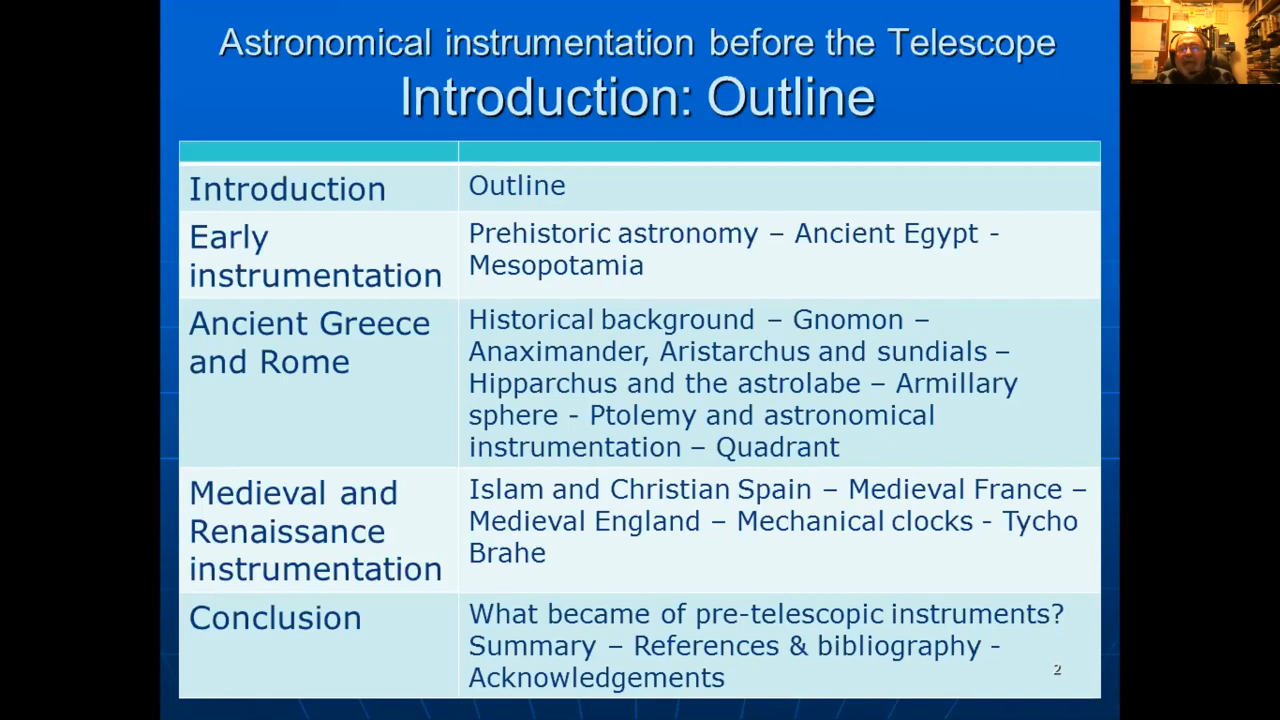 Astronomical instrumentation before the Telescope
Introduction: Outline
Introduction
Outline
Early
instrumentation
Prehistoric astronomy – Ancient Egypt -
Mesopotamia
Ancient Greece
and Rome
Historical background – Gnomon –
Anaximander, Aristarchus and sundials –
Hipparchus and the astrolabe – Armillary
sphere - Ptolemy and astronomical
instrumentation – Quadrant
Medieval and
Renaissance
instrumentation
Islam and Christian Spain – Medieval France –
Medieval England – Mechanical clocks - Tycho
Brahe
Conclusion
What became of pre-telescopic instruments?
Summary – References & bibliography -
Acknowledgements
2